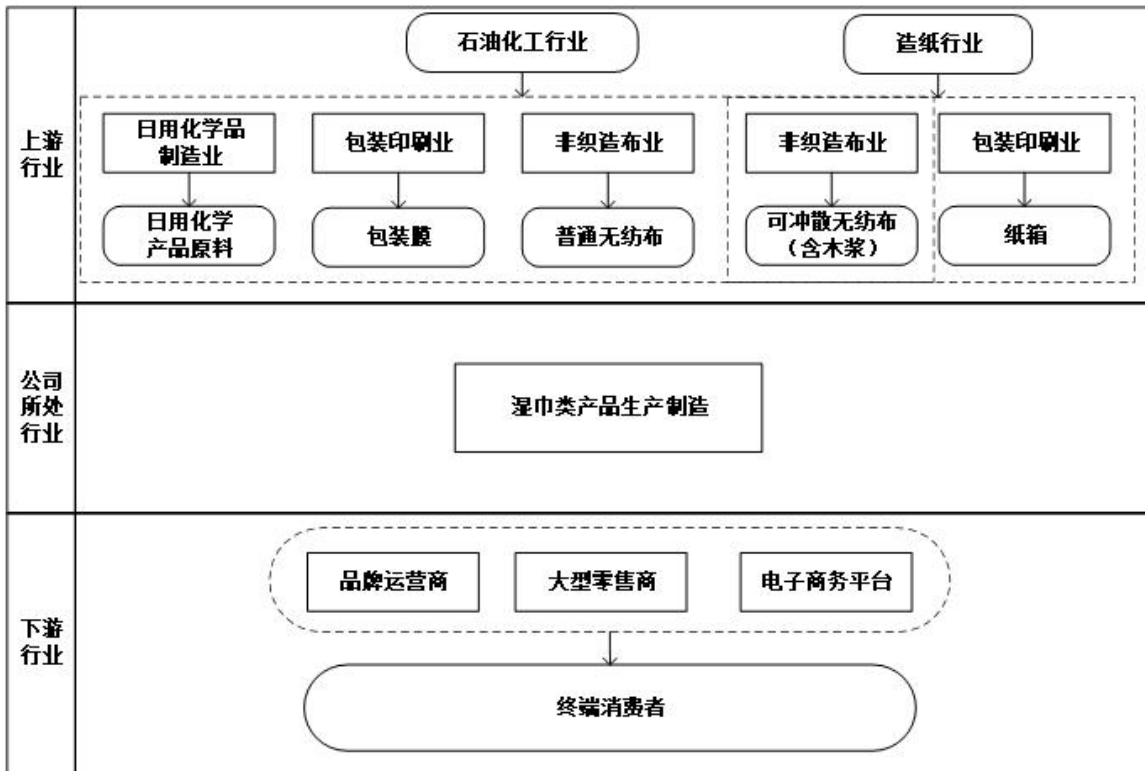 石油化工行业
造纸行业
上游
行业
日用化学品
制造业
包装印刷业
非织造布业
非织造布业
包装印刷业
日用化学
产品原料
包装膜
普通无纺布
可冲散无纺布
（含木浆）
纸箱
公司
所处
行业
湿巾类产品生产制造
下游
行业
品牌运营商
大型零售商
电子商务平台
终端消费者